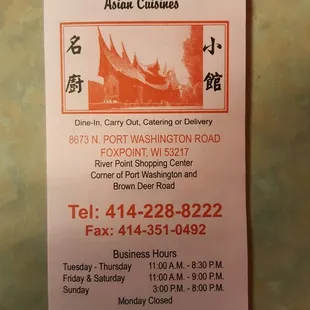 Asian Cuisines
名廚
小館
Dine-In, Carry Out, Catering or Delivery
8673 N. PORT WASHINGTON ROAD
FOXPOINT, WI 53217
River Point Shopping Center
Corner of Port Washington and
Brown Deer Road
Tel: 414-228-8222
Fax: 414-351-0492
Business Hours
Tuesday - Thursday 11:00 A.M. - 8:30 P.M.
Friday & Saturday 11:00 A.M. - 9:00 P.M.
Sunday 3:00 P.M. - 8:00 P.M.
Monday Closed